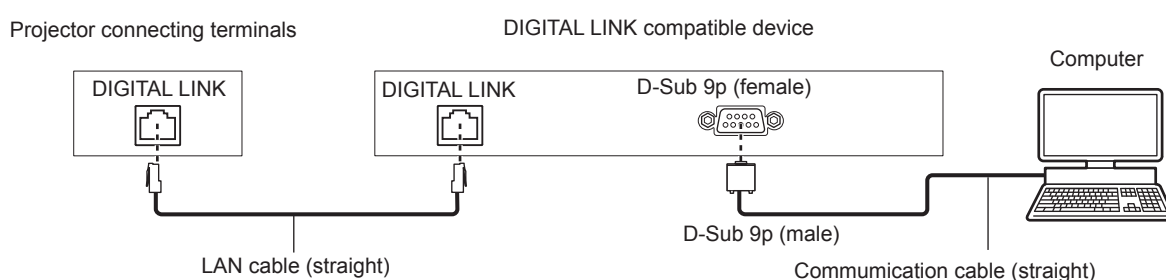 Projector connecting terminals
DIGITAL LINK compatible device
Computer
DIGITAL LINK
DIGITAL LINK
D-Sub 9p (female)
D-Sub 9p (male)
LAN cable (straight)
Commumication cable (straight)